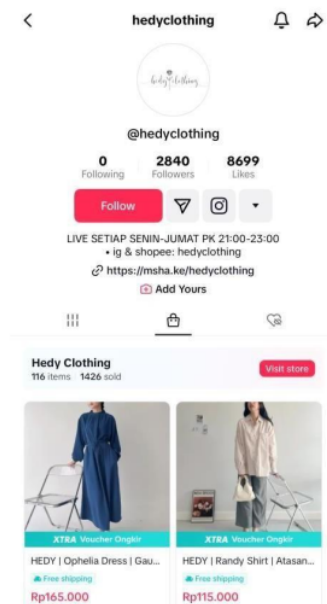 hedyclothing
hedy clothing
@hedyclothing
0 2840 8699
Following Followers Likes
Follow
LIVE SETIAP SENIN-JUMAT PK 21:00-23:00
• ig & shopee: hedyclothing
https://msha.ke/hedyclothing
Add Yours
Hedy Clothing
116 items 1426 sold
Visit store
XTRA Voucher Ongkir XTRA Voucher Ongkir
HEDY | Ophelia Dress | Gau... HEDY | Randy Shirt | Atasan...
Free shipping Free shipping
Rp165.000 Rp115.000